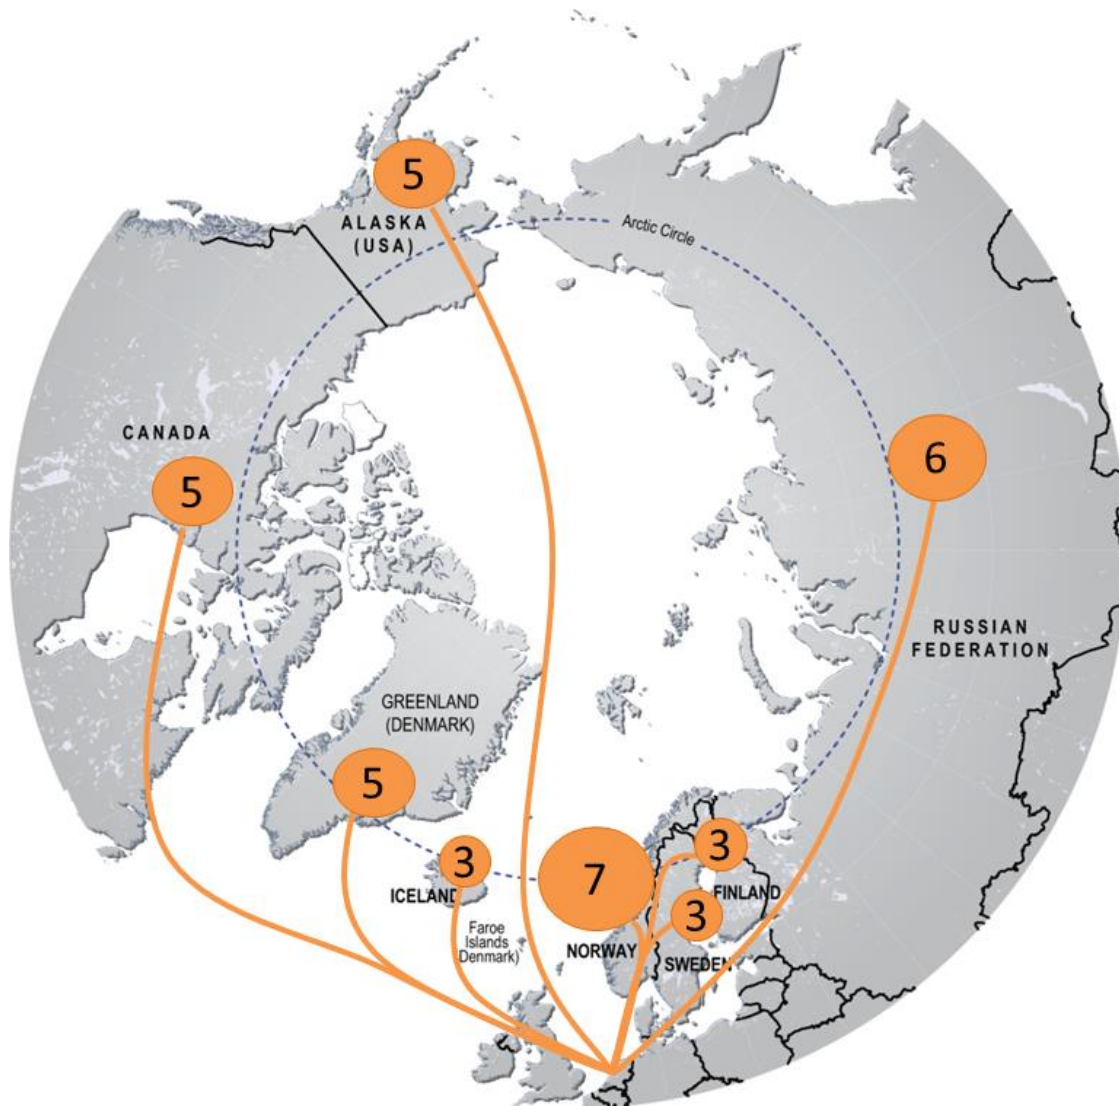 5
ALASKA
(USA)
Arctic Circle
CANADA
5
6
RUSSIAN
FEDERATION
GREENLAND
(DENMARK)
5
3
ICELAND
7
3
FINLAND
3
Faroe
Islands
Denmark)
NORWAY
SWEDEN